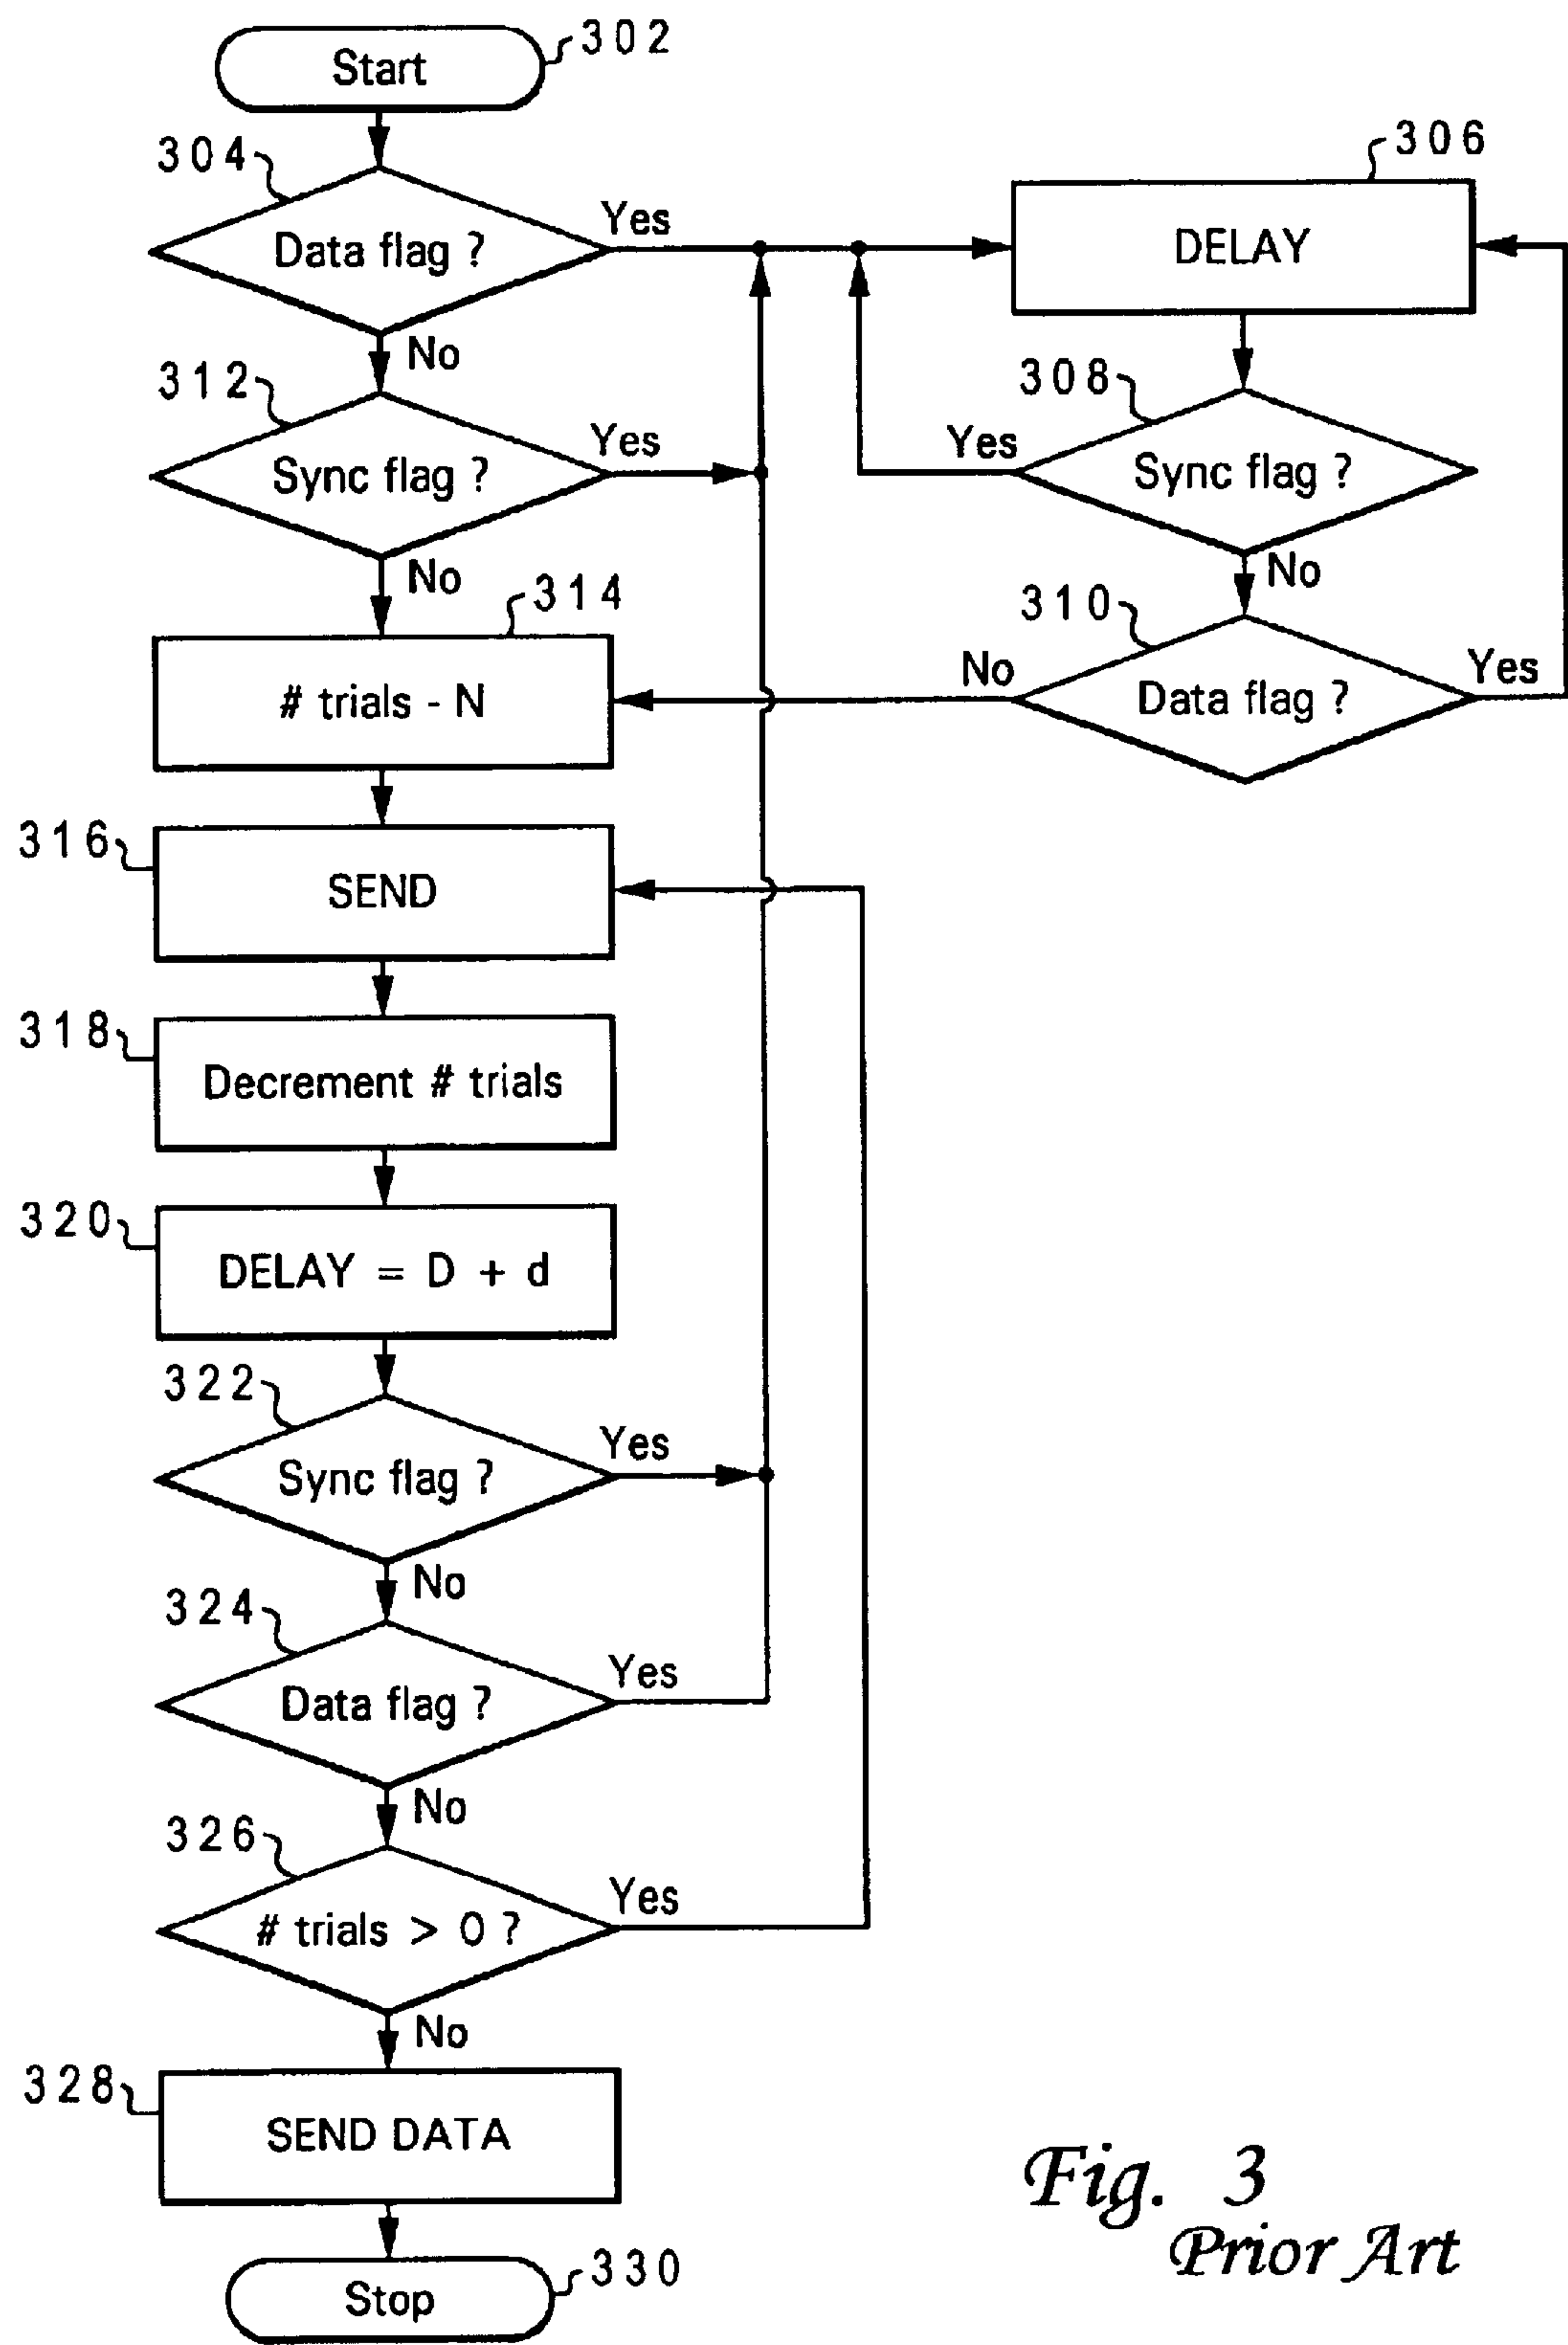 Start
302
304
Data flag ?
Yes
No
306
DELAY
308
Sync flag ?
Yes
No
310
Data flag ?
No
Yes
312
Sync flag ?
Yes
No
314
# trials - N
316
SEND
318
Decrement # trials
320
DELAY = D + d
322
Sync flag ?
Yes
No
324
Data flag ?
Yes
No
326
# trials > 0 ?
Yes
No
328
SEND DATA
Stop
330
Fig. 3
Prior Art